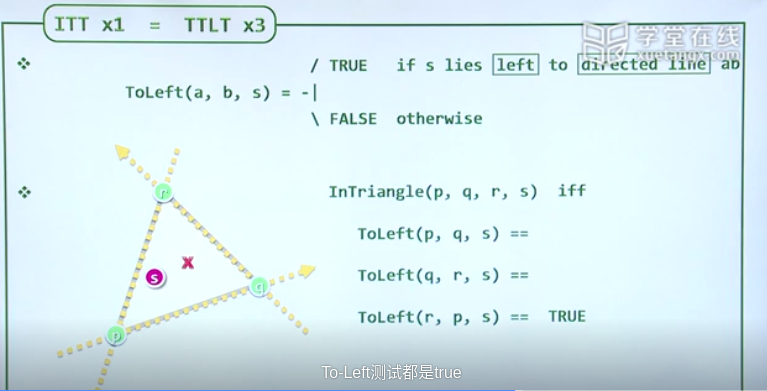 ITT x1 = TTLT x3
学堂在线
xuetangx.com
/ TRUE if s lies left to directed line ab
ToLeft(a, b, s) = -|
\ FALSE otherwise
InTriangle(p, q, r, s) iff
ToLeft(p, q, s) ==
ToLeft(q, r, s) ==
ToLeft(r, p, s) == TRUE
r
x
s
q
p
To-Left测试都是true